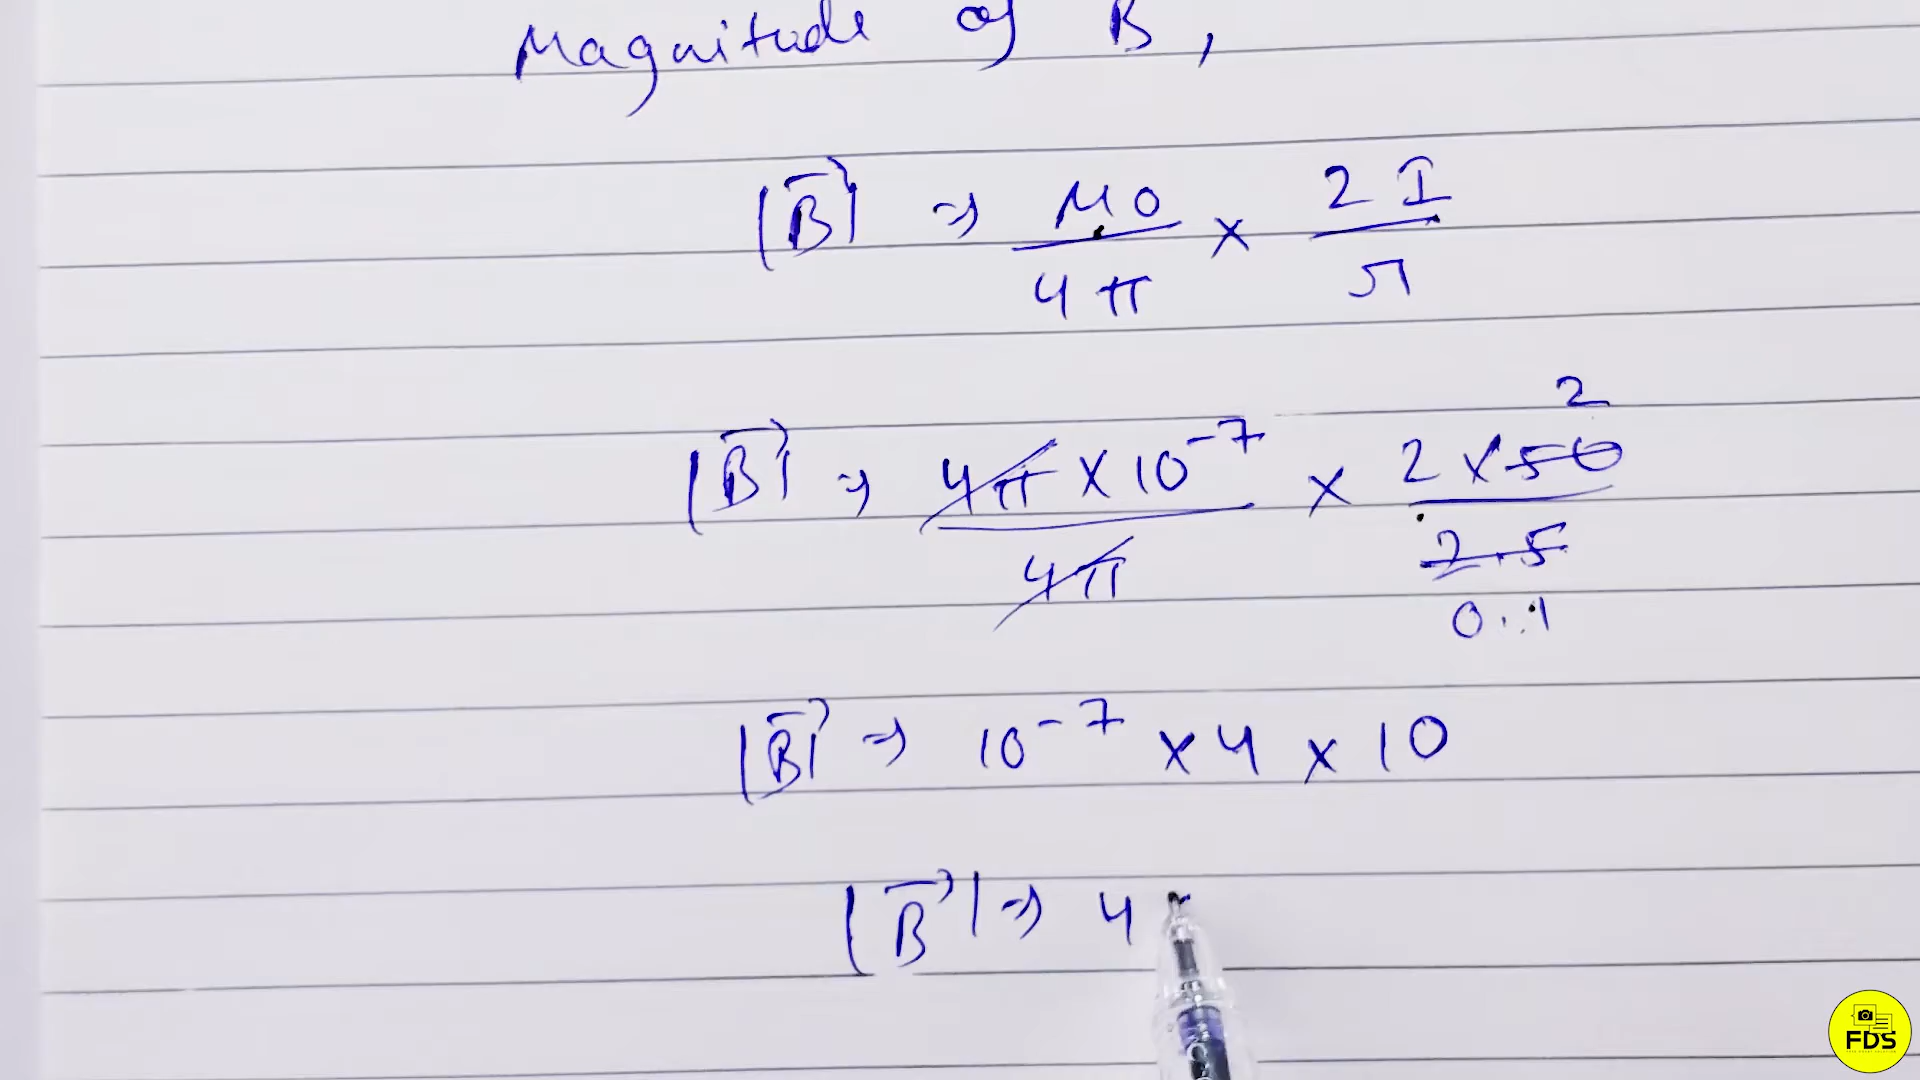 Magnitude of B,
|B⃗| ⇒ μ0/4π × 2I/r
|B⃗| ⇒ 4π × 10⁻⁷/4π × 2 × 50/2.5 2 0.1
|B⃗| ⇒ 10⁻⁷ × 4 × 10
|B⃗| ⇒ 4
FDS